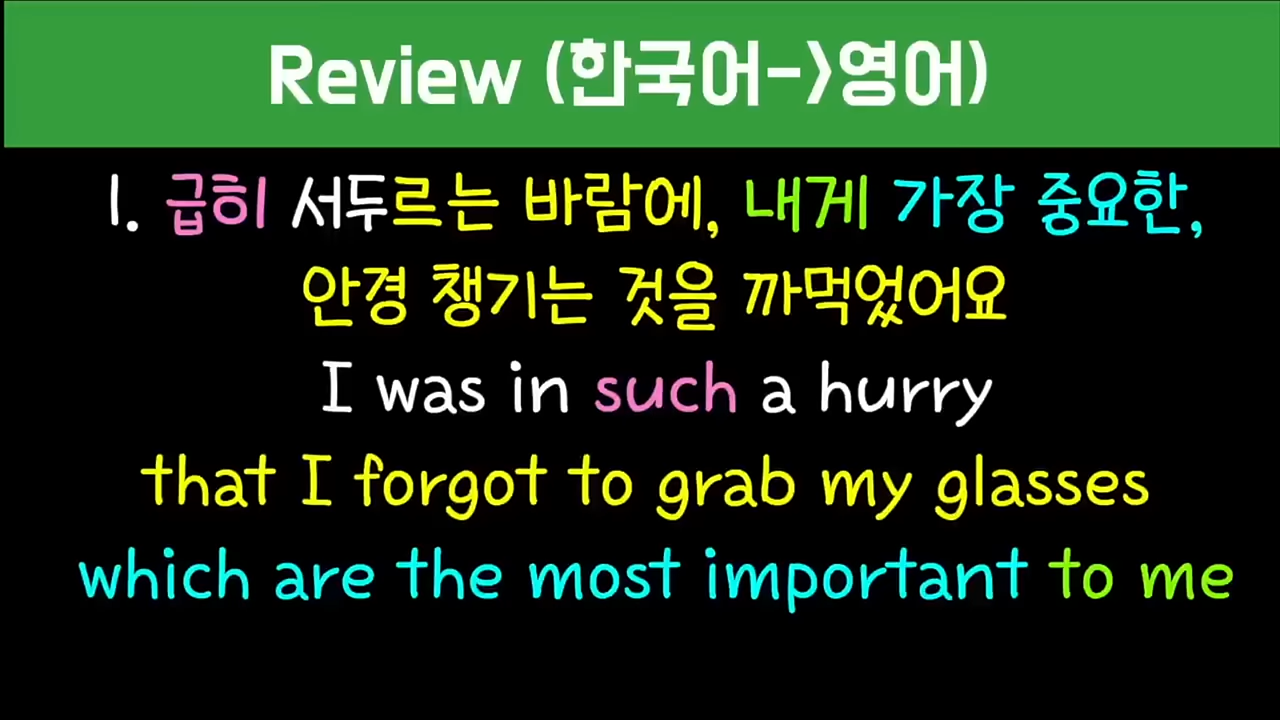 Review (한국어->영어)
1. 급히 서두르는 바람에, 내게 가장 중요한,
안경 챙기는 것을 까먹었어요
I was in such a hurry
that I forgot to grab my glasses
which are the most important to me